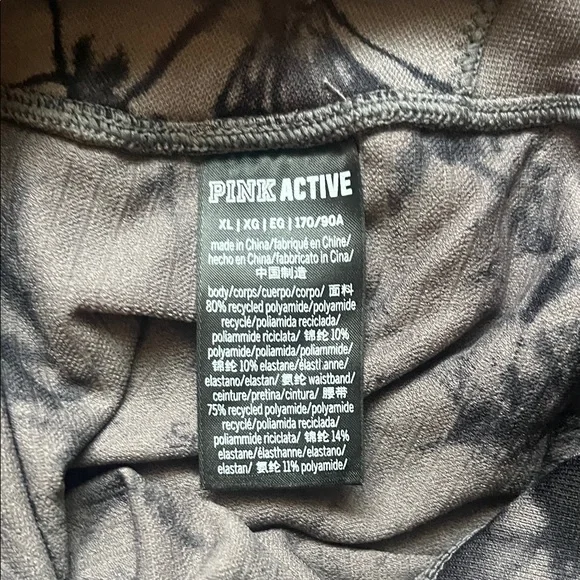 PINK ACTIVE
XL | XG | EG | 170/90A
made in China/fabriqué en Chine/
hecho en China/fabbricato in Cina/
中国制造
body/corps/cuerpo/corpo/ 面料
80% recycled polyamide/polyamide
recyclé/poliamida reciclada/
poliammide riciclata/ 锦纶 10%
polyamide/poliamida/poliammide/
锦纶 10% elastane/élasthanne/
elastano/elastan/ 氨纶 waistband/
ceinture/pretina/cintura/ 腰带
75% recycled polyamide/polyamide
recyclé/poliamida reciclada/
poliammide riciclata/ 锦纶 14%
elastane/élasthanne/elastano/
elastan/ 氨纶 11% polyamide/